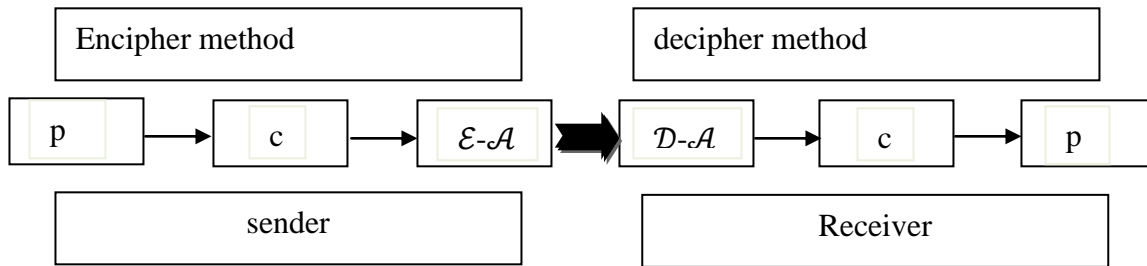 Encipher method
decipher method
p
c
ℰ-𝒜
𝒟-𝒜
c
p
sender
Receiver